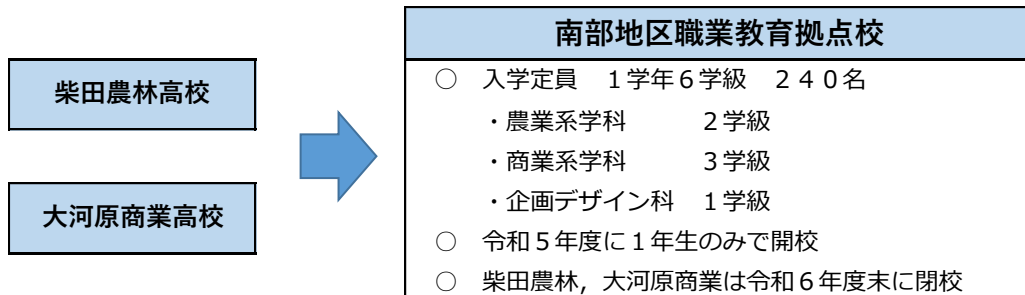 柴田農林高校
大河原商業高校
南部地区職業教育拠点校
○ 入学定員 １学年６学級 ２４０名
・農業系学科 ２学級
・商業系学科 ３学級
・企画デザイン科 １学級
○ 令和５年度に１年生のみで開校
○ 柴田農林，大河原商業は令和６年度末に閉校